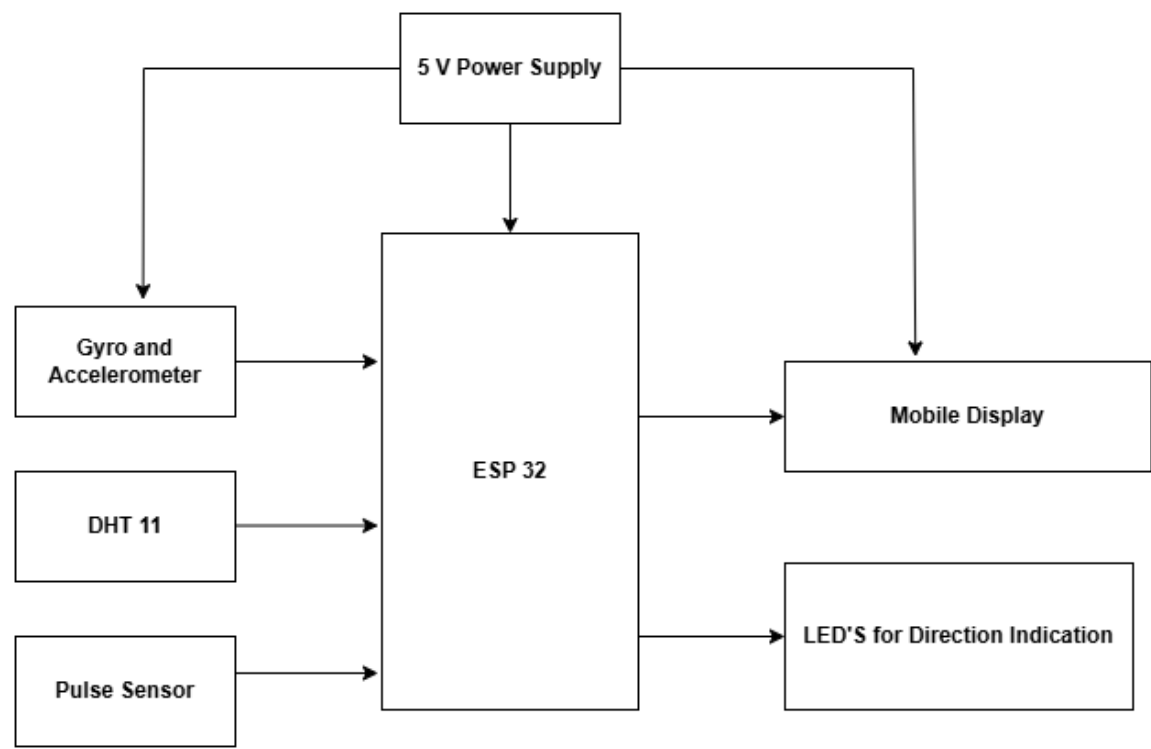 5 V Power Supply
Gyro and
Accelerometer
ESP 32
Mobile Display
DHT 11
LED'S for Direction Indication
Pulse Sensor